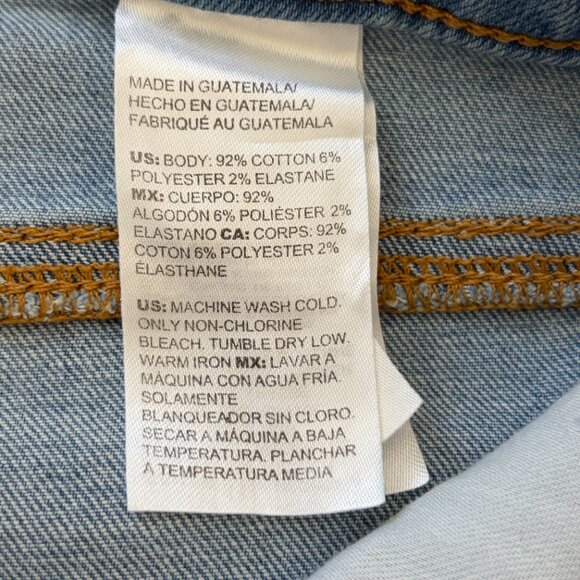 MADE IN GUATEMALA/
HECHO EN GUATEMALA/
FABRIQUÉ AU GUATEMALA
US: BODY: 92% COTTON 6%
POLYESTER 2% ELASTANE
MX: CUERPO: 92%
ALGODÓN 6% POLIÉSTER 2%
ELASTANO CA: CORPS: 92%
COTON 6% POLYESTER 2%
ÉLASTHANE
US: MACHINE WASH COLD.
ONLY NON-CHLORINE
BLEACH. TUMBLE DRY LOW.
WARM IRON MX: LAVAR A
MÁQUINA CON AGUA FRÍA.
SOLAMENTE
BLANQUEADOR SIN CLORO.
SECAR A MÁQUINA A BAJA
TEMPERATURA. PLANCHAR
A TEMPERATURA MEDIA